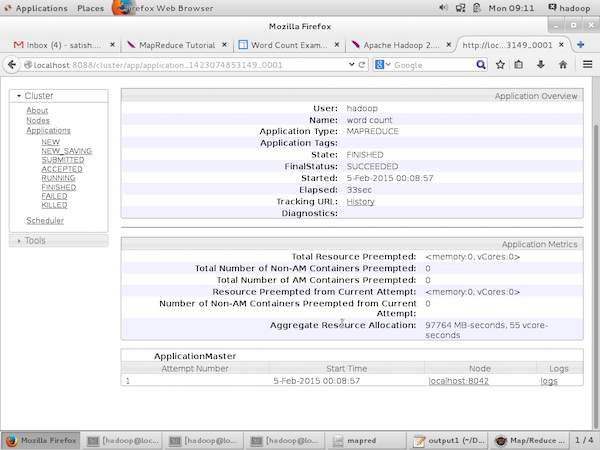 Applications Places Firefox Web Browser Mon 09:11 hadoop
Mozilla Firefox
Inbox (4) - satish.... MapReduce Tutorial Word Count Exam... Apache Hadoop 2.... http://loc...3149_0001
localhost:8088/cluster/app/application_1423074853149_0001 Google
Cluster
About
Nodes
Applications
NEW
NEW_SAVING
SUBMITTED
ACCEPTED
RUNNING
FINISHED
FAILED
KILLED
Scheduler
Tools
Application Overview
User: hadoop
Name: word count
Application Type: MAPREDUCE
Application Tags:
State: FINISHED
FinalStatus: SUCCEEDED
Started: 5-Feb-2015 00:08:57
Elapsed: 33sec
Tracking URL: History
Diagnostics:
Application Metrics
Total Resource Preempted: <memory:0, vCores:0>
Total Number of Non-AM Containers Preempted: 0
Total Number of AM Containers Preempted: 0
Resource Preempted from Current Attempt: <memory:0, vCores:0>
Number of Non-AM Containers Preempted from Current 0
Attempt:
Aggregate Resource Allocation: 97764 MB-seconds, 55 vcore-
seconds
ApplicationMaster
Attempt Number Start Time Node Logs
1 5-Feb-2015 00:08:57 localhost:8042 logs
Mozilla Firefox [hadoop@loc... [hadoop@loc... [hadoop@lo... mapred output1 (~/D... Map/Reduce ... 1 / 4